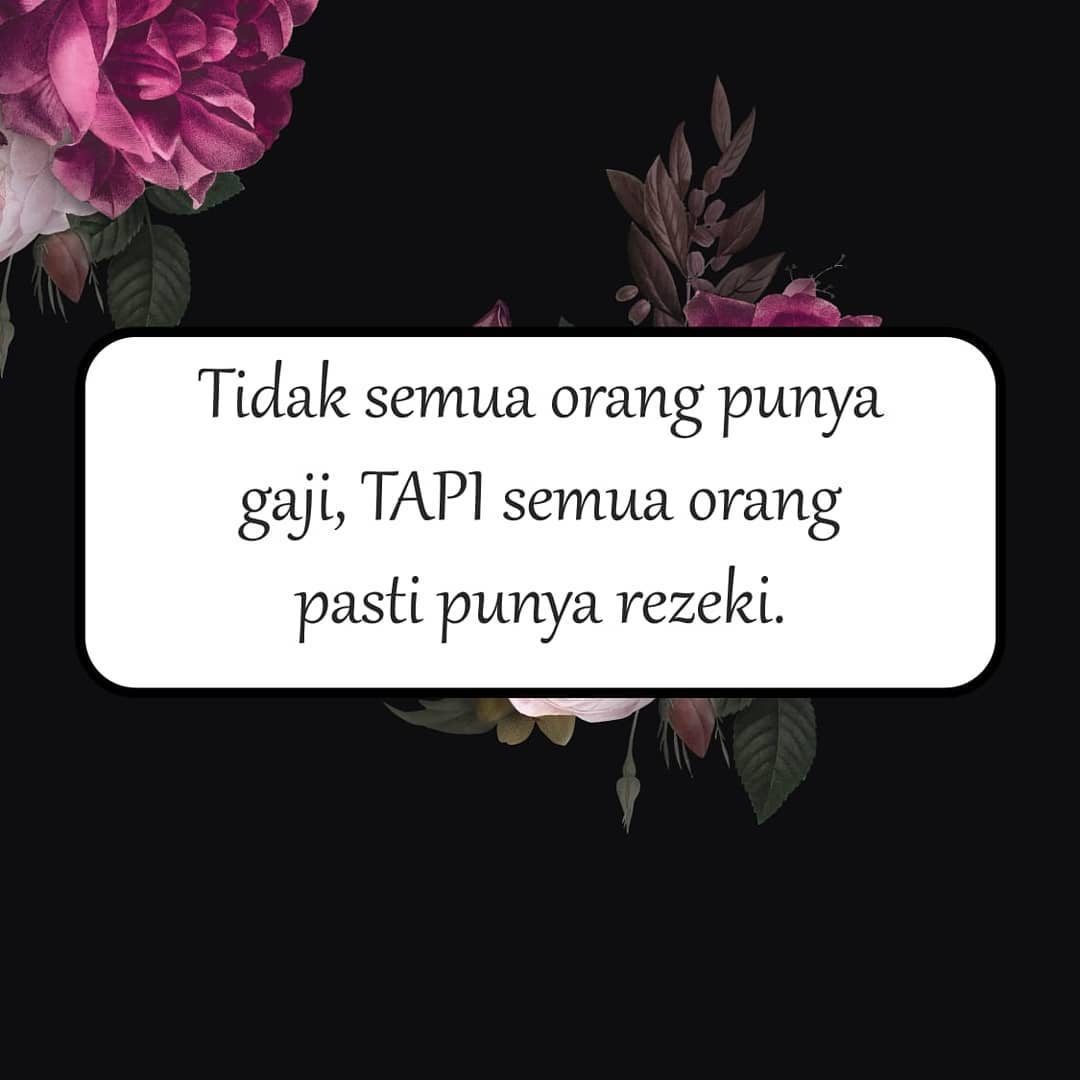 Tidak semua orang punya
gaji, TAPI semua orang
pasti punya rezeki.